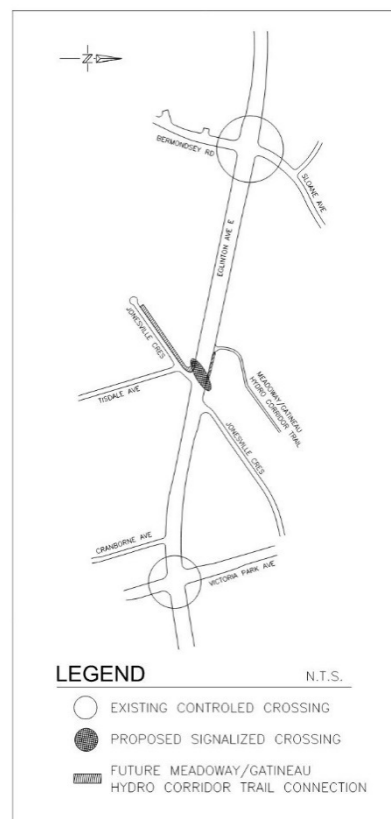 N
BERMONDSEY RD
SLOANE AVE
EGLINTON AVE E
JONESVILLE CRES
TISDALE AVE
MEADOWAY/GATINEAU
HYDRO CORRIDOR TRAIL
JONESVILLE CRES
CRANBORNE AVE
VICTORIA PARK AVE
LEGEND N.T.S.
EXISTING CONTROLED CROSSING
PROPOSED SIGNALIZED CROSSING
FUTURE MEADOWAY/GATINEAU
HYDRO CORRIDOR TRAIL CONNECTION